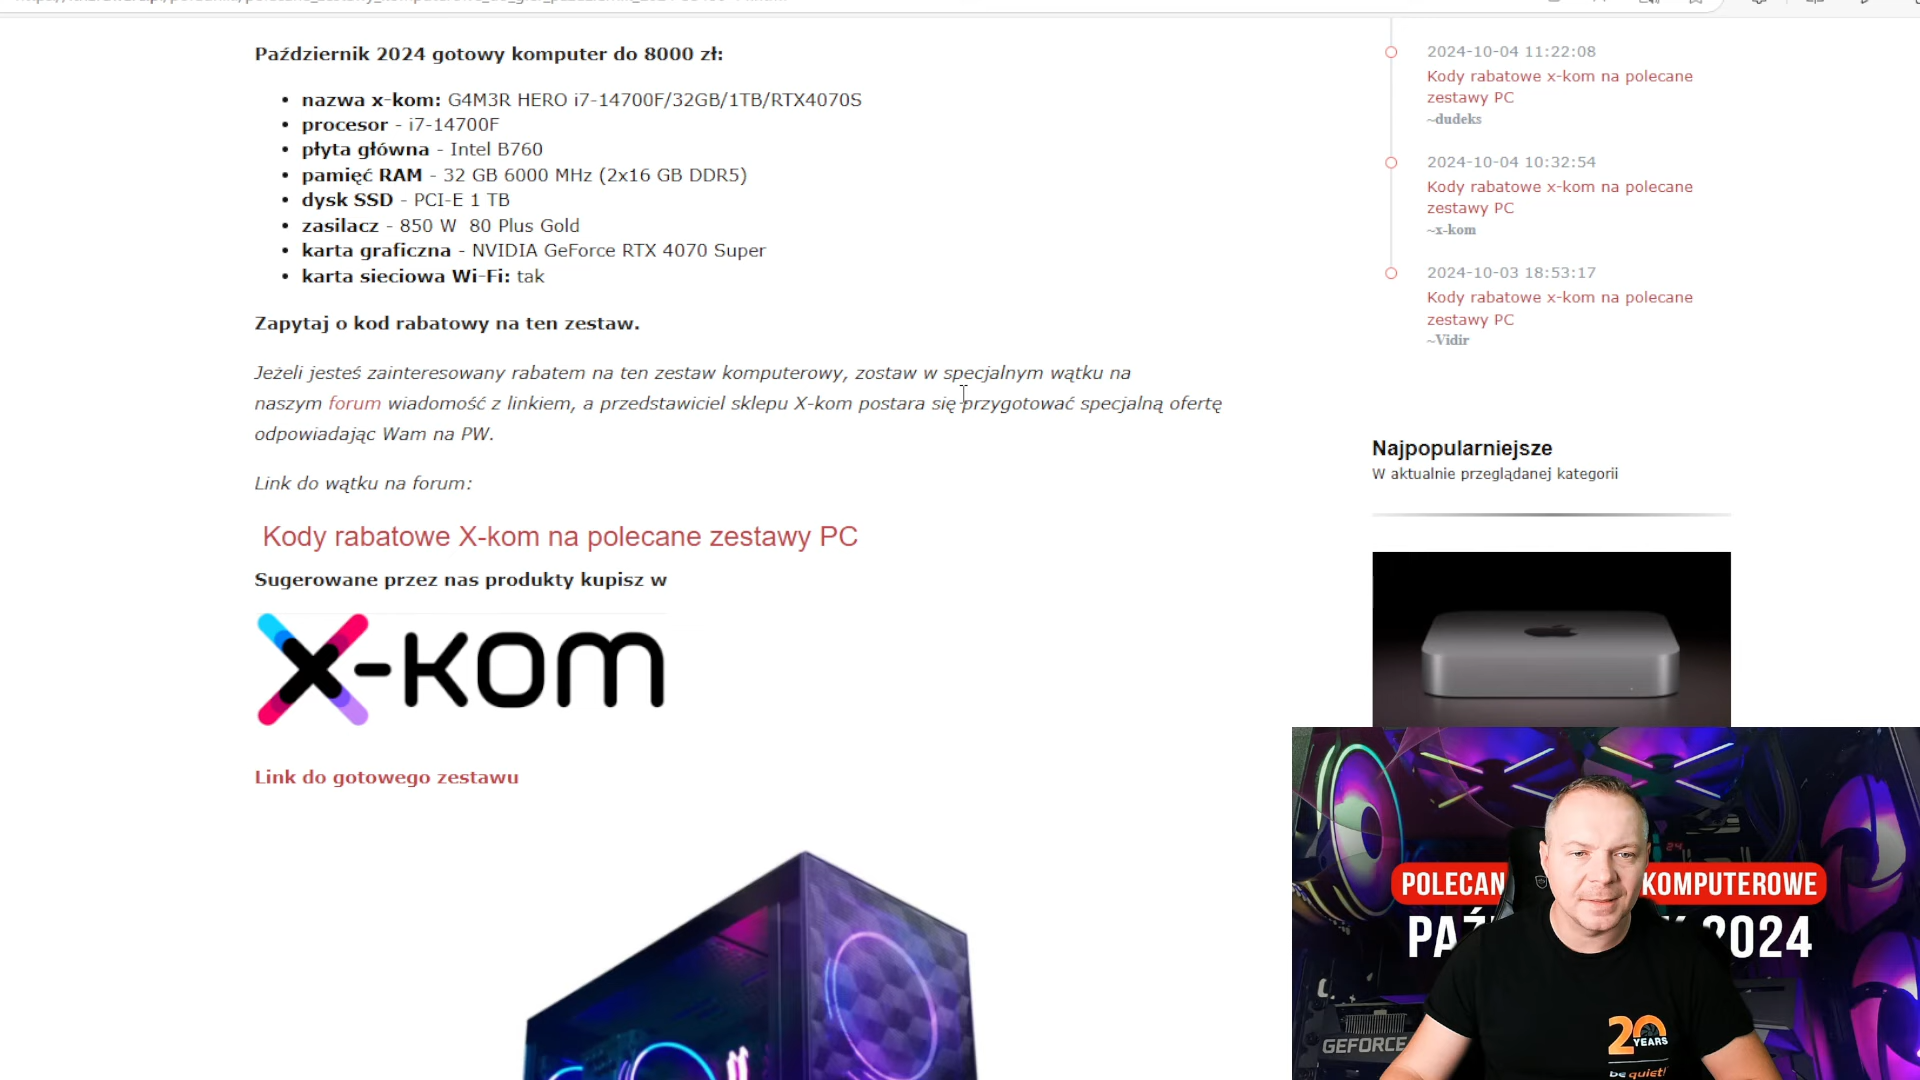 Październik 2024 gotowy komputer do 8000 zł:
• nazwa x-kom: G4M3R HERO i7-14700F/32GB/1TB/RTX4070S
• procesor - i7-14700F
• płyta główna - Intel B760
• pamięć RAM - 32 GB 6000 MHz (2x16 GB DDR5)
• dysk SSD - PCI-E 1 TB
• zasilacz - 850 W 80 Plus Gold
• karta graficzna - NVIDIA GeForce RTX 4070 Super
• karta sieciowa Wi-Fi: tak
Zapytaj o kod rabatowy na ten zestaw.
Jeżeli jesteś zainteresowany rabatem na ten zestaw komputerowy, zostaw w specjalnym wątku na
naszym forum wiadomość z linkiem, a przedstawiciel sklepu X-kom postara się przygotować specjalną ofertę
odpowiadając Wam na PW.
Link do wątku na forum:
Kody rabatowe X-kom na polecane zestawy PC
Sugerowane przez nas produkty kupisz w
x-kom
Link do gotowego zestawu
2024-10-04 11:22:08
Kody rabatowe x-kom na polecane
zestawy PC
~dudeks
2024-10-04 10:32:54
Kody rabatowe x-kom na polecane
zestawy PC
~x-kom
2024-10-03 18:53:17
Kody rabatowe x-kom na polecane
zestawy PC
~Vidir
Najpopularniejsze
W aktualnie przeglądanej kategorii
POLECAN KOMPUTEROWE
PAŹ 2024
GEFORCE
20
YEARS
be quiet!